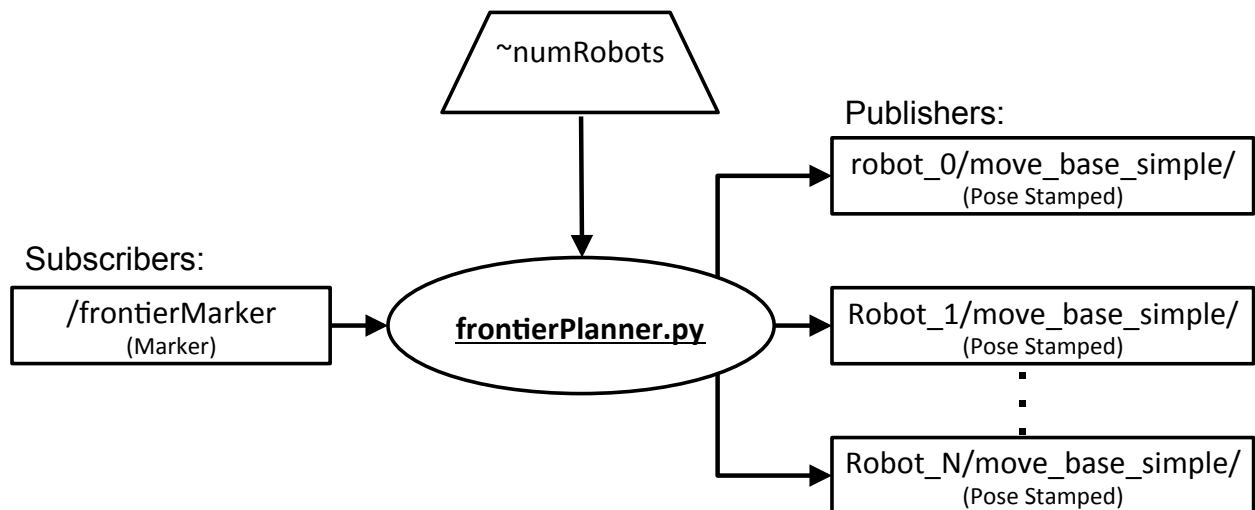 ~numRobots
Publishers:
robot_0/move_base_simple/
(Pose Stamped)
Subscribers:
/frontierMarker
(Marker)
frontierPlanner.py
Robot_1/move_base_simple/
(Pose Stamped)
Robot_N/move_base_simple/
(Pose Stamped)